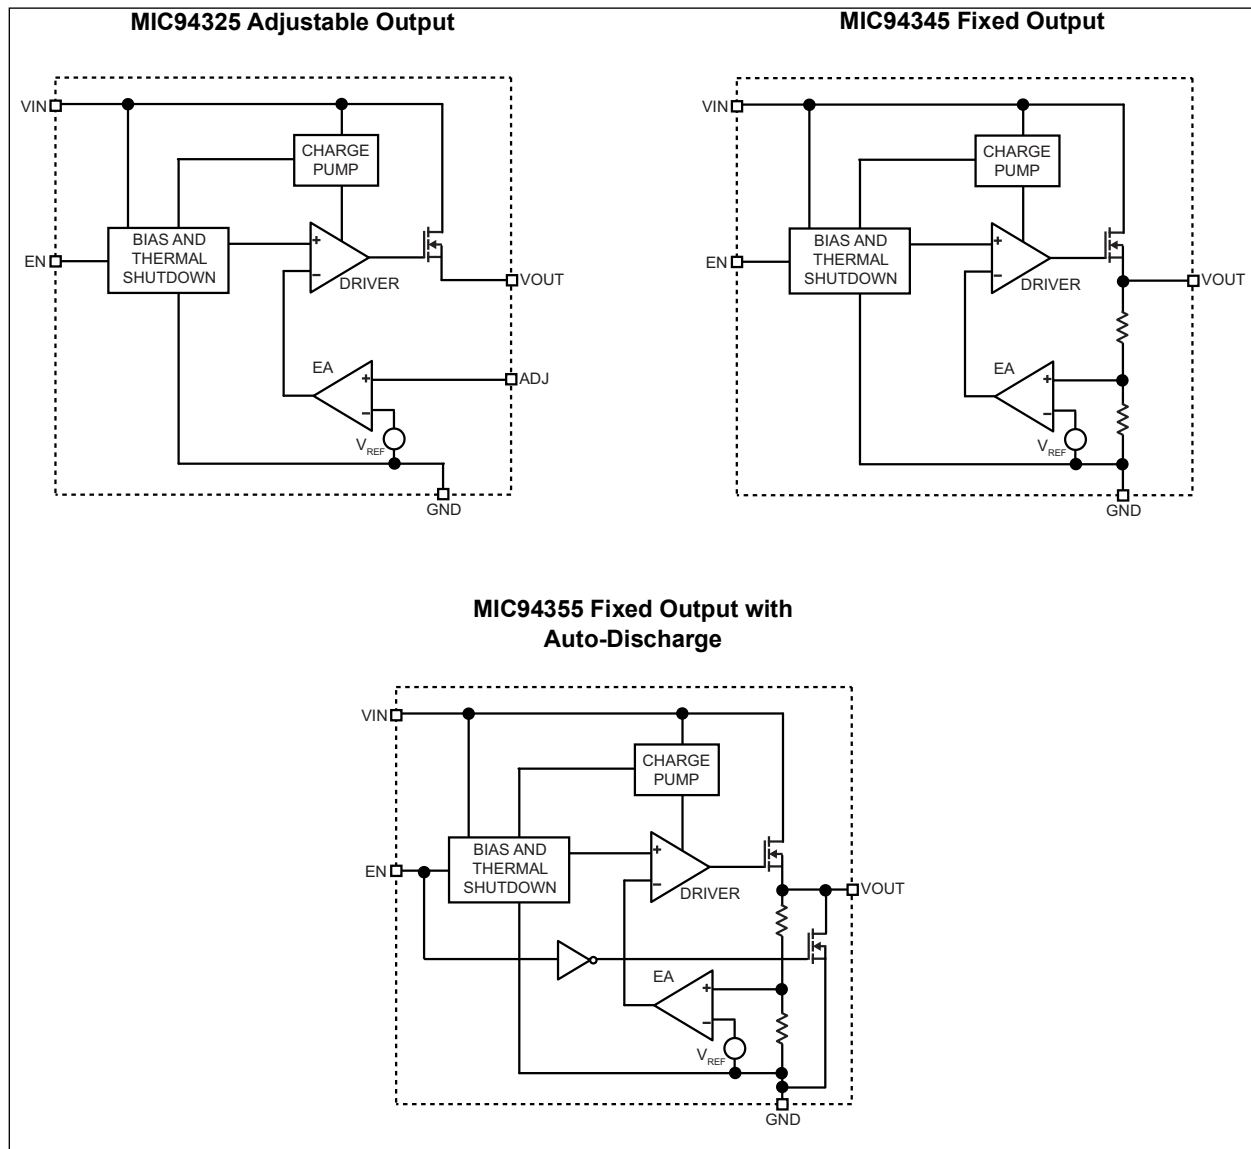 MIC94325 Adjustable Output
VIN
CHARGE
PUMP
BIAS AND
THERMAL
SHUTDOWN
EN
+
−
DRIVER
VOUT
EA
+
−
ADJ
VREF
GND
MIC94345 Fixed Output
VIN
CHARGE
PUMP
BIAS AND
THERMAL
SHUTDOWN
EN
+
−
DRIVER
VOUT
EA
+
−
VREF
GND
MIC94355 Fixed Output with
Auto-Discharge
VIN
CHARGE
PUMP
BIAS AND
THERMAL
SHUTDOWN
EN
+
−
DRIVER
VOUT
EA
+
−
VREF
GND